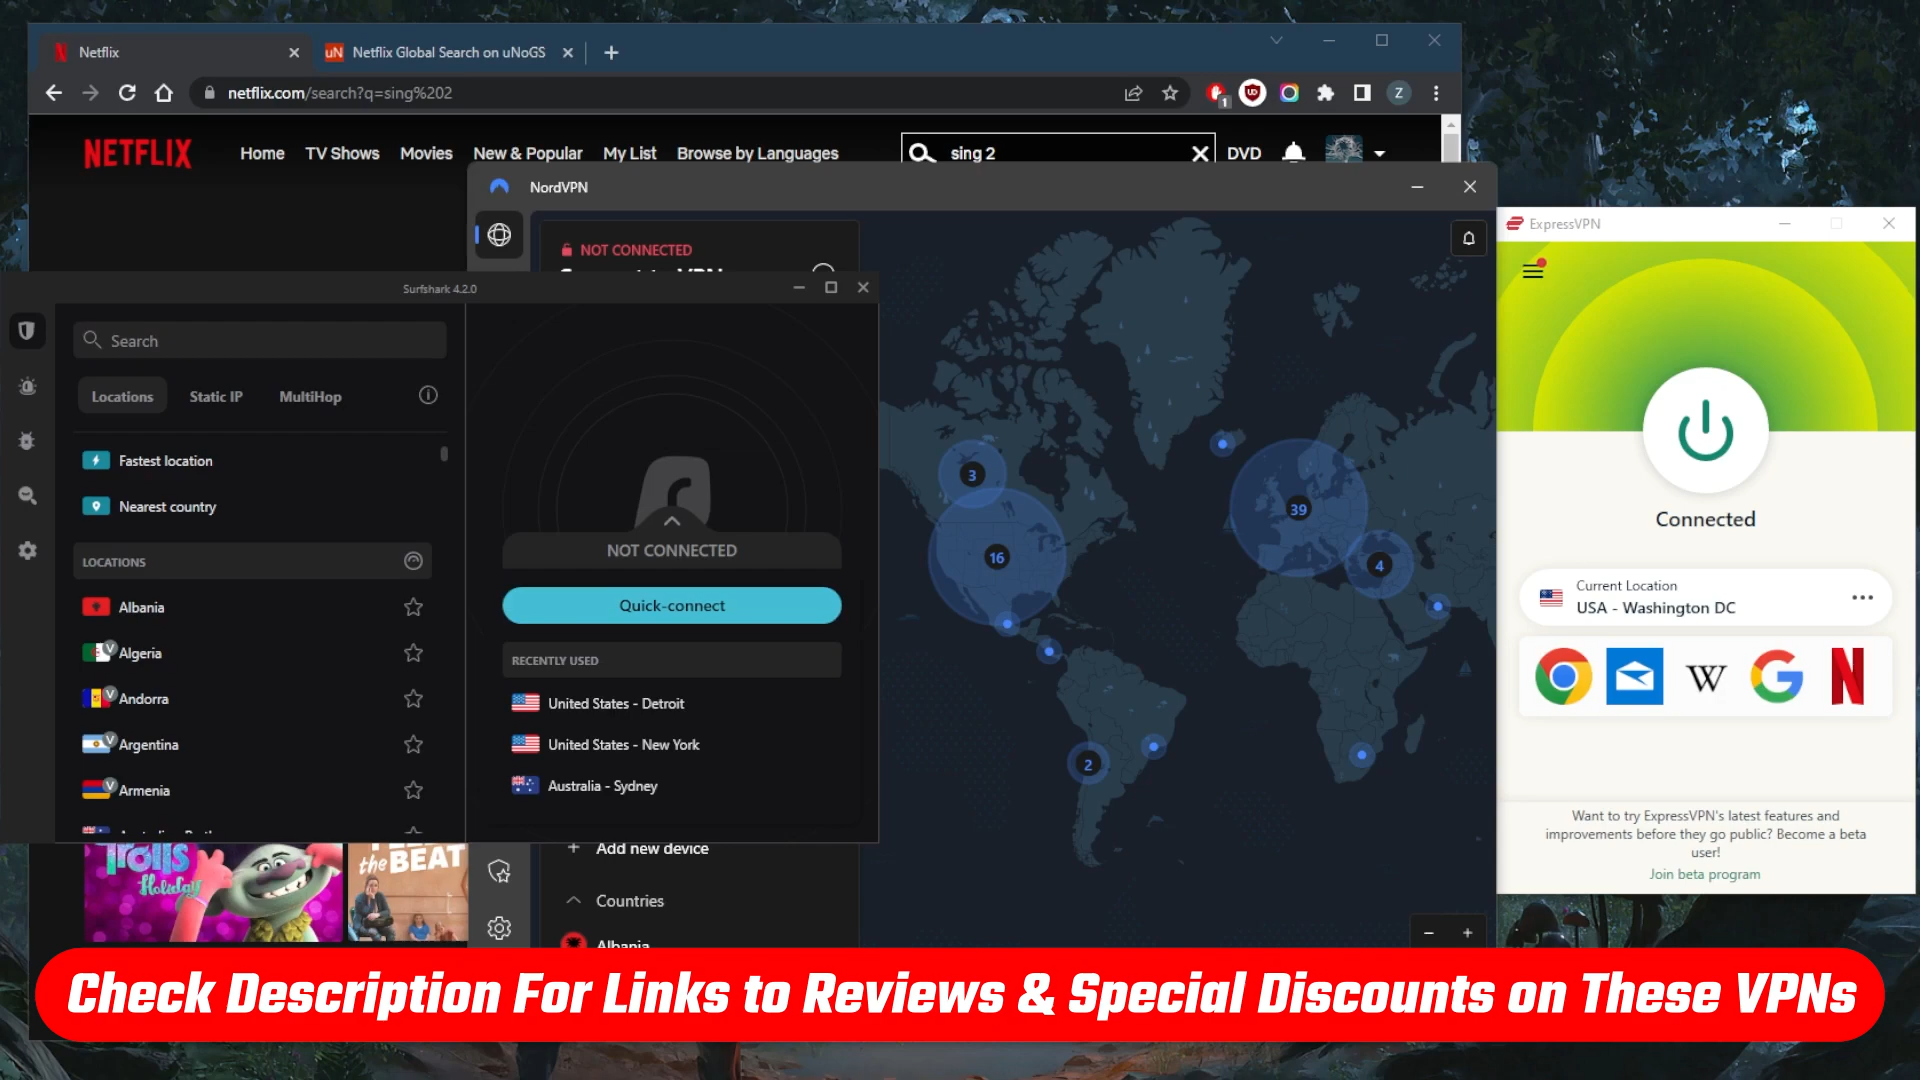 Netflix
uN Netflix Global Search on uNoGS
netflix.com/search?q=sing%202
1
Z
NETFLIX
Home
TV Shows
Movies
New & Popular
My List
Browse by Languages
sing 2
DVD
NordVPN
NOT CONNECTED
ExpressVPN
Surfshark 4.2.0
Search
Locations
Static IP
MultiHop
Fastest location
Nearest country
LOCATIONS
Albania
V Algeria
V Andorra
V Argentina
V Armenia
NOT CONNECTED
Quick-connect
RECENTLY USED
United States - Detroit
United States - New York
Australia - Sydney
3
16
39
4
2
Connected
Current Location
USA - Washington DC
W
G
N
Want to try ExpressVPN's latest features and
improvements before they go public? Become a beta
user!
Join beta program
Trolls
Holiday
the BEAT
+ Add new device
Countries
Albania
− +
Check Description For Links to Reviews & Special Discounts on These VPNs